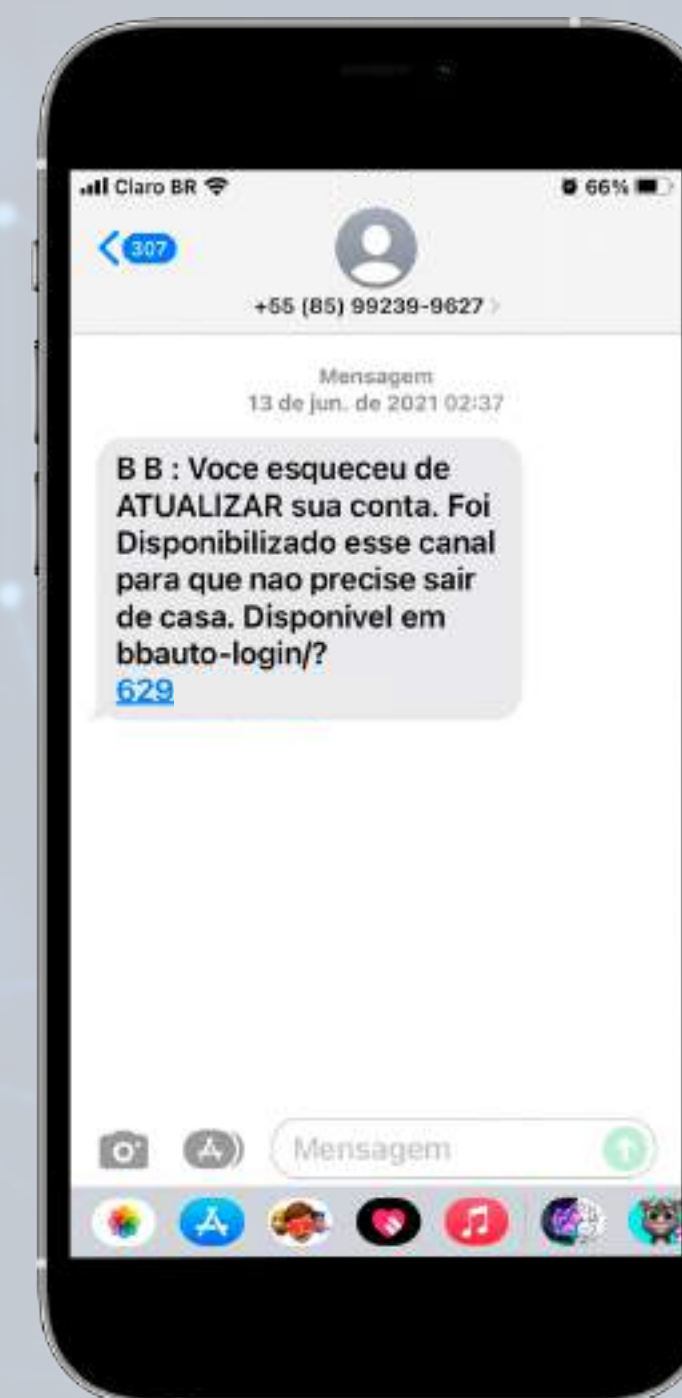 Claro BR
66%
307
+55 (85) 99239-9627
Mensagem
13 de jun. de 2021 02:37
B B : Voce esqueceu de
ATUALIZAR sua conta. Foi
Disponibilizado esse canal
para que nao precise sair
de casa. Disponivel em
bbauto-login/?
629
Mensagem